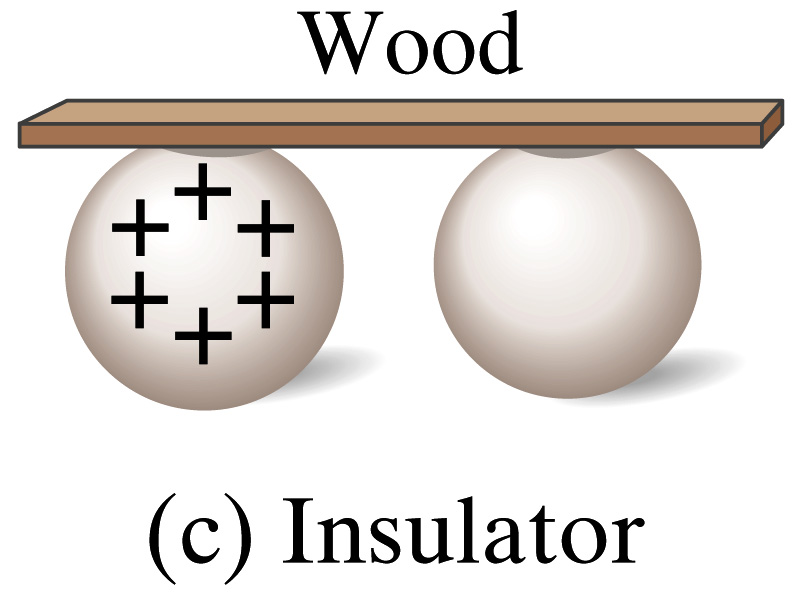 Wood
+
+ +
+ +
+
(c) Insulator